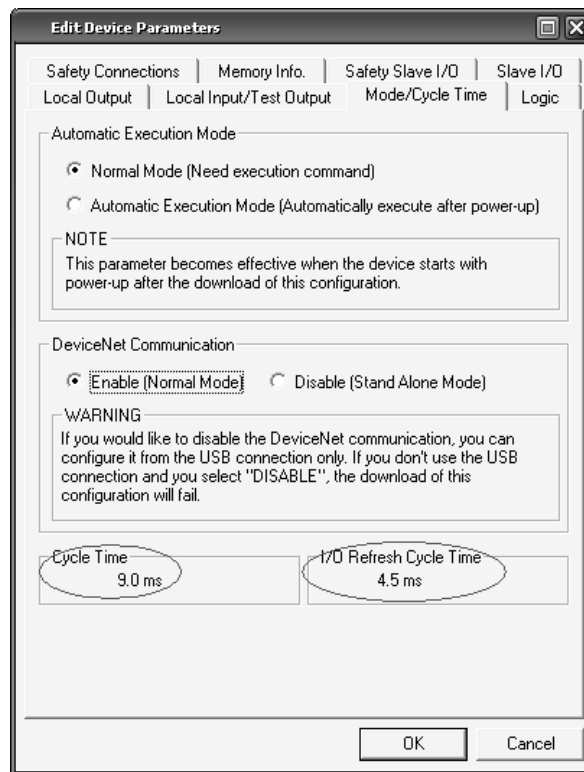 Edit Device Parameters
Safety Connections Memory Info. Safety Slave I/O Slave I/O
Local Output Local Input/Test Output Mode/Cycle Time Logic
Automatic Execution Mode
Normal Mode (Need execution command)
Automatic Execution Mode (Automatically execute after power-up)
NOTE
This parameter becomes effective when the device starts with
power-up after the download of this configuration.
DeviceNet Communication
Enable (Normal Mode) Disable (Stand Alone Mode)
WARNING
If you would like to disable the DeviceNet communication, you can
configure it from the USB connection only. If you don't use the USB
connection and you select "DISABLE", the download of this
configuration will fail.
Cycle Time I/O Refresh Cycle Time
9.0 ms 4.5 ms
OK Cancel